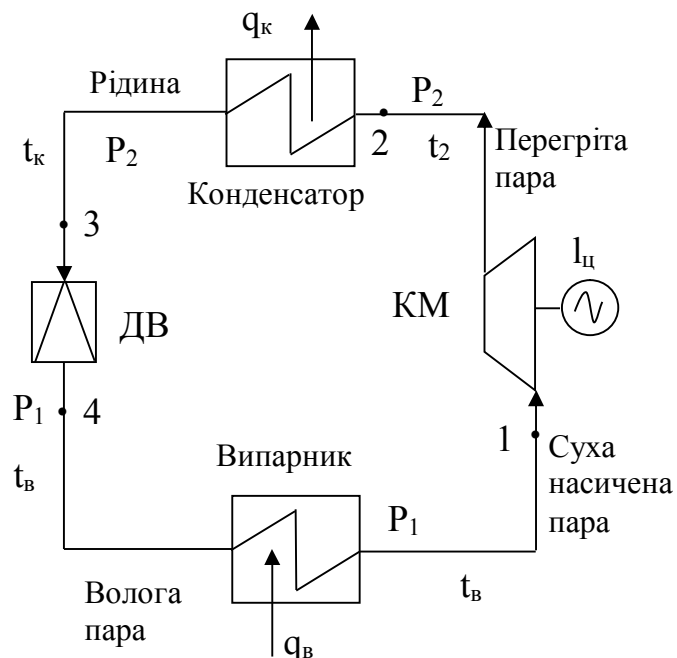 qк
Рідина
P₂
tк
P₂
2
t₂
Перегріта
пара
Конденсатор
3
lц
КМ
ДВ
P₁
4
1
Суха
насичена
пара
Випарник
tв
P₁
tв
Волога
пара
qв